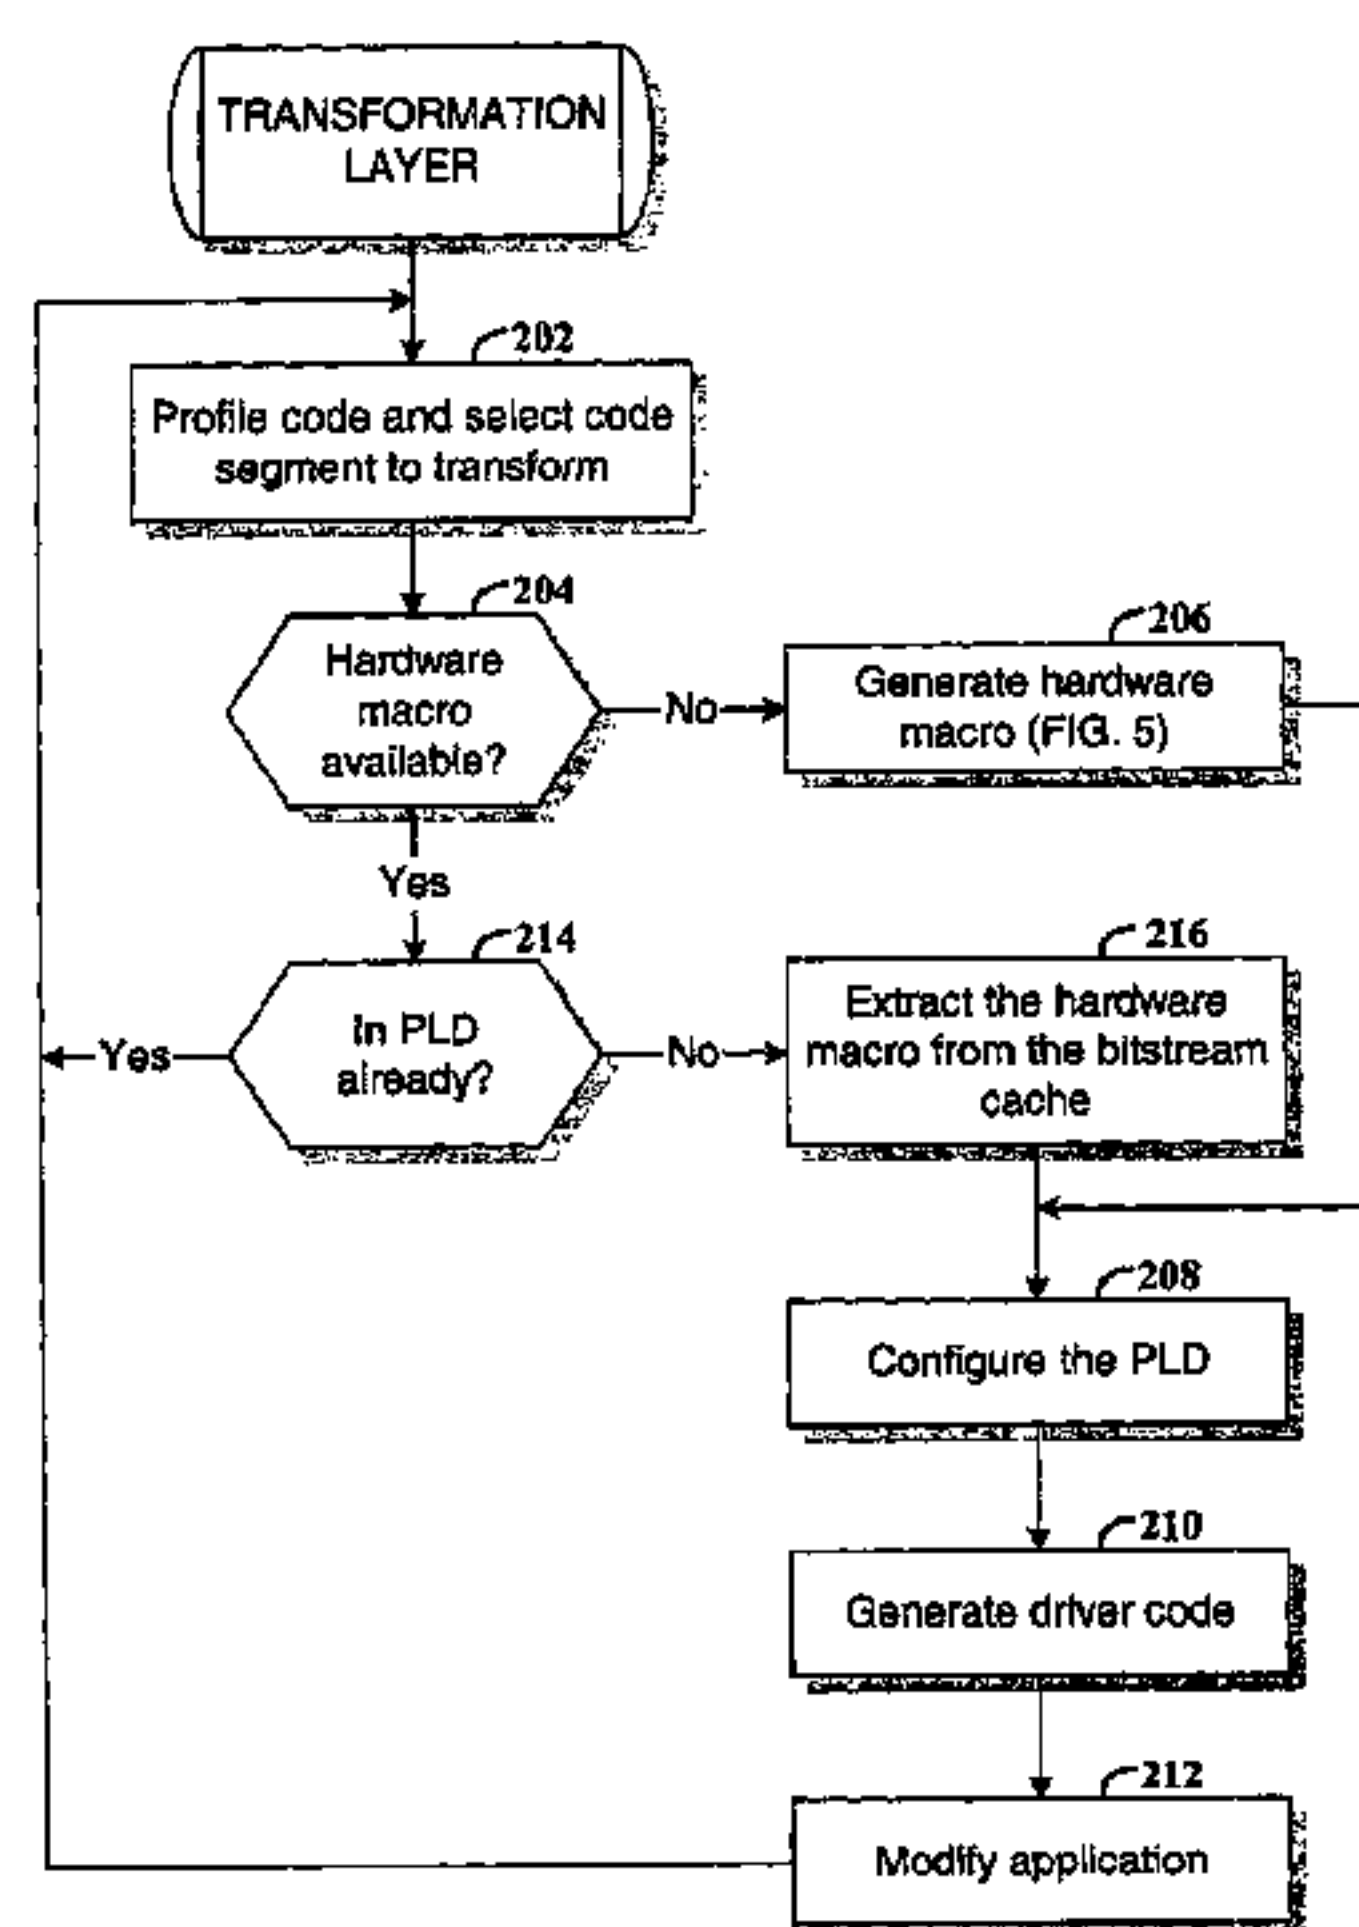 TRANSFORMATION
LAYER
202
Profile code and select code
segment to transform
204
Hardware
macro
available?
No
206
Generate hardware
macro (FIG. 5)
Yes
214
In PLD
already?
Yes
No
216
Extract the hardware
macro from the bitstream
cache
208
Configure the PLD
210
Generate driver code
212
Modify application